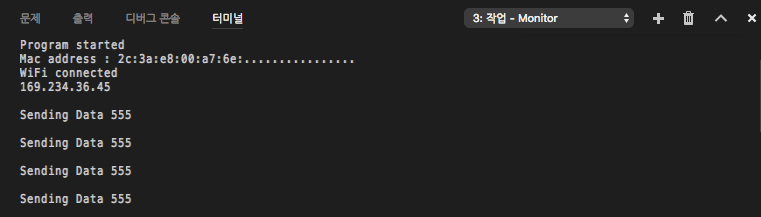 문제 출력 디버그 콘솔 터미널 3: 작업 - Monitor
Program started
Mac address : 2c:3a:e8:00:a7:6e:................
WiFi connected
169.234.36.45
Sending Data 555
Sending Data 555
Sending Data 555
Sending Data 555